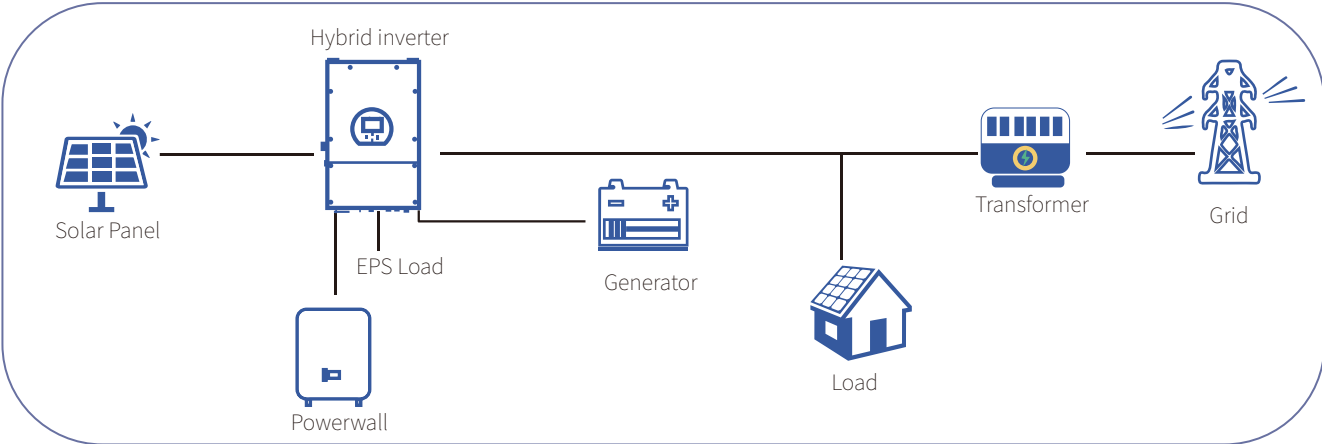 Hybrid inverter
Solar Panel
EPS Load
Generator
Powerwall
Load
Transformer
Grid